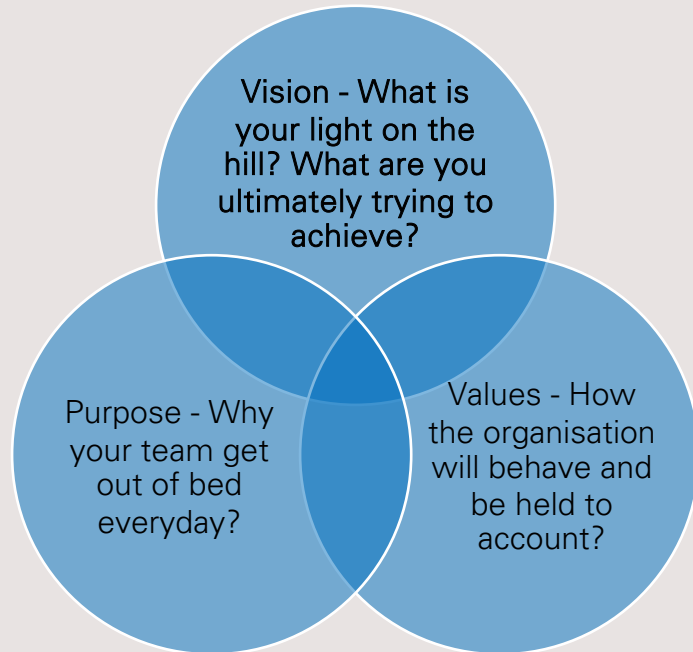 Vision - What is
your light on the
hill? What are you
ultimately trying to
achieve?
Purpose - Why
your team get
out of bed
everyday?
Values - How
the organisation
will behave and
be held to
account?